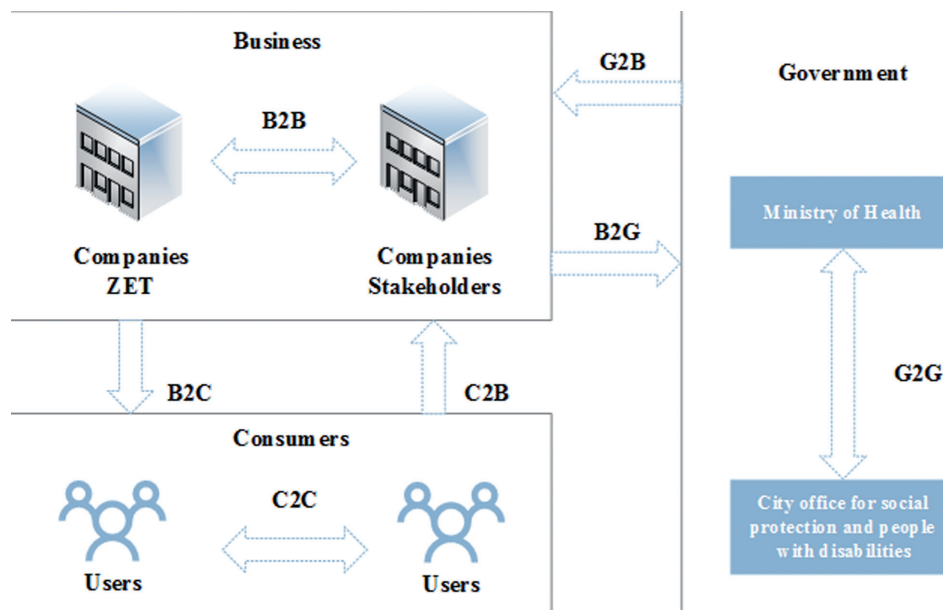 Business
G2B
Government
B2B
Ministry of Health
Companies
ZET
Companies
Stakeholders
B2G
G2G
B2C
C2B
Consumers
C2C
Users
Users
City office for social
protection and people
with disabilities